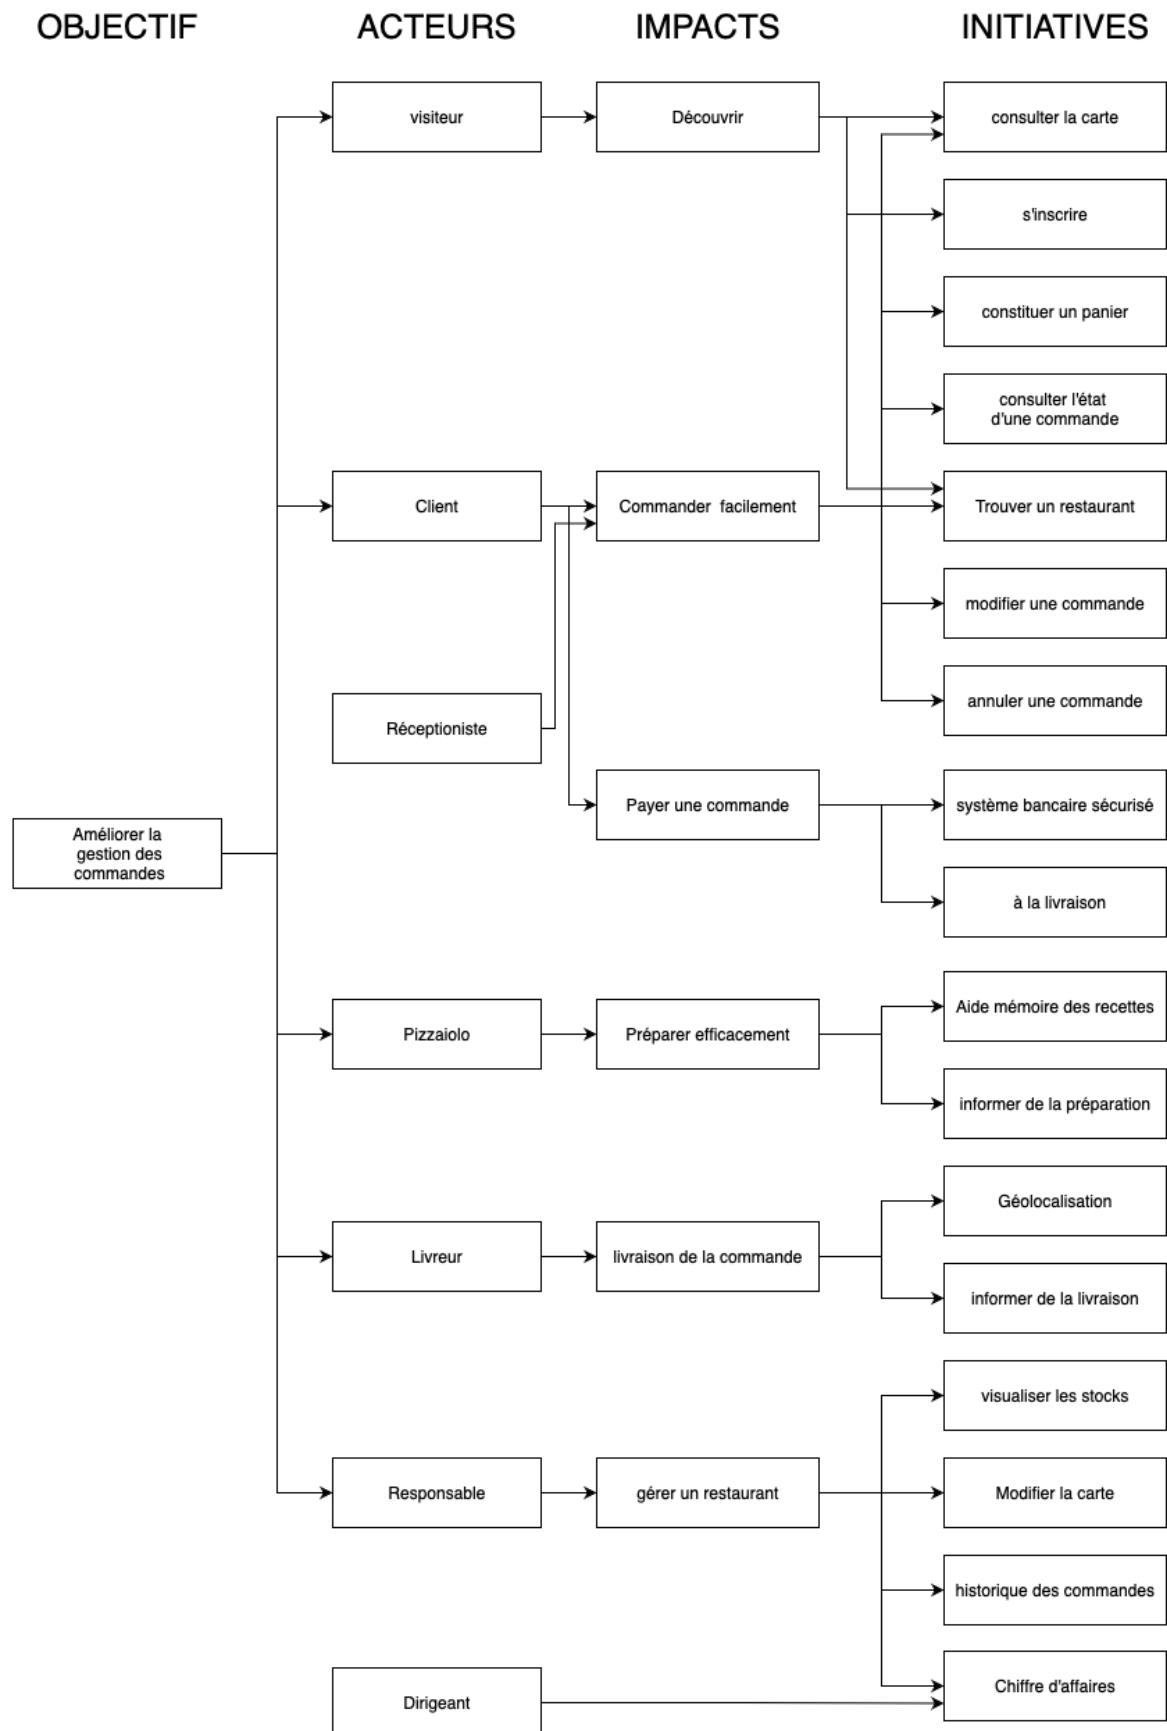 OBJECTIF
ACTEURS
IMPACTS
INITIATIVES
visiteur
Découvrir
consulter la carte
s'inscrire
constituer un panier
consulter l'état
d'une commande
Client
Commander facilement
Trouver un restaurant
modifier une commande
Réceptioniste
annuler une commande
Payer une commande
système bancaire sécurisé
Améliorer la
gestion des
commandes
à la livraison
Pizzaiolo
Préparer efficacement
Aide mémoire des recettes
informer de la préparation
Livreur
livraison de la commande
Géolocalisation
informer de la livraison
visualiser les stocks
Responsable
gérer un restaurant
Modifier la carte
historique des commandes
Dirigeant
Chiffre d'affaires